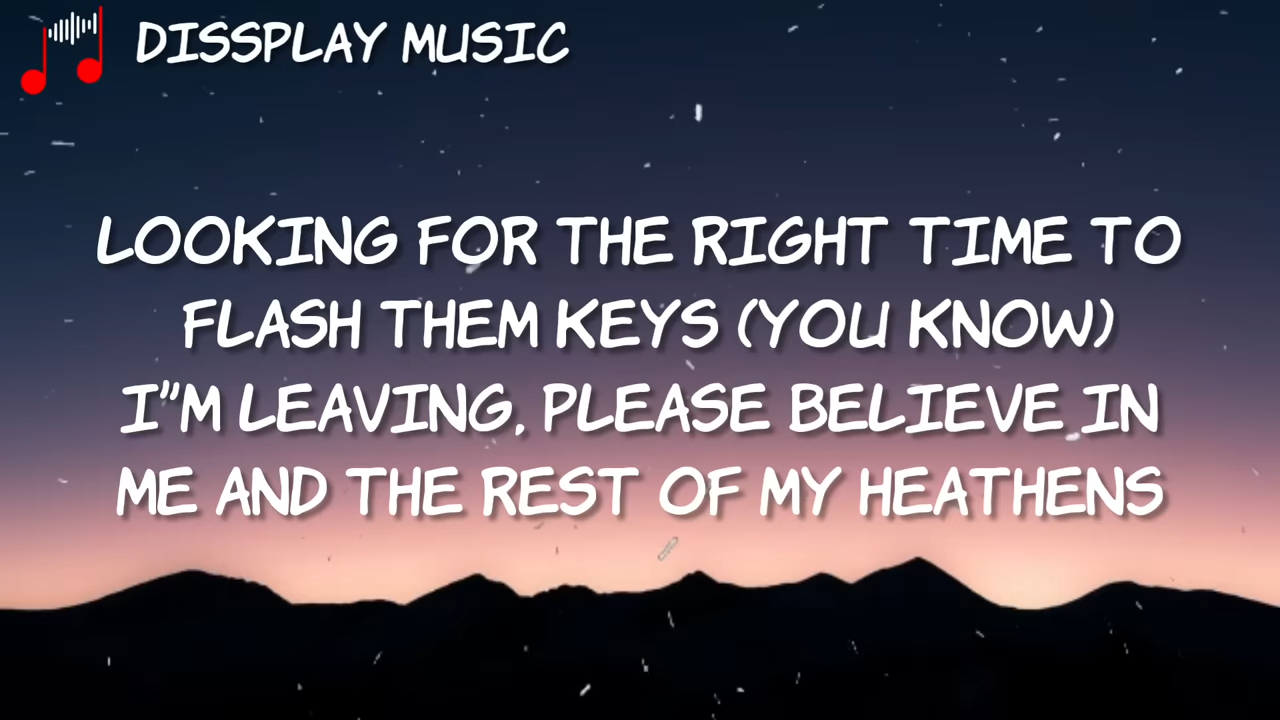 DISSPLAY MUSIC
LOOKING FOR THE RIGHT TIME TO
FLASH THEM KEYS (YOU KNOW)
I"M LEAVING, PLEASE BELIEVE IN
ME AND THE REST OF MY HEATHENS